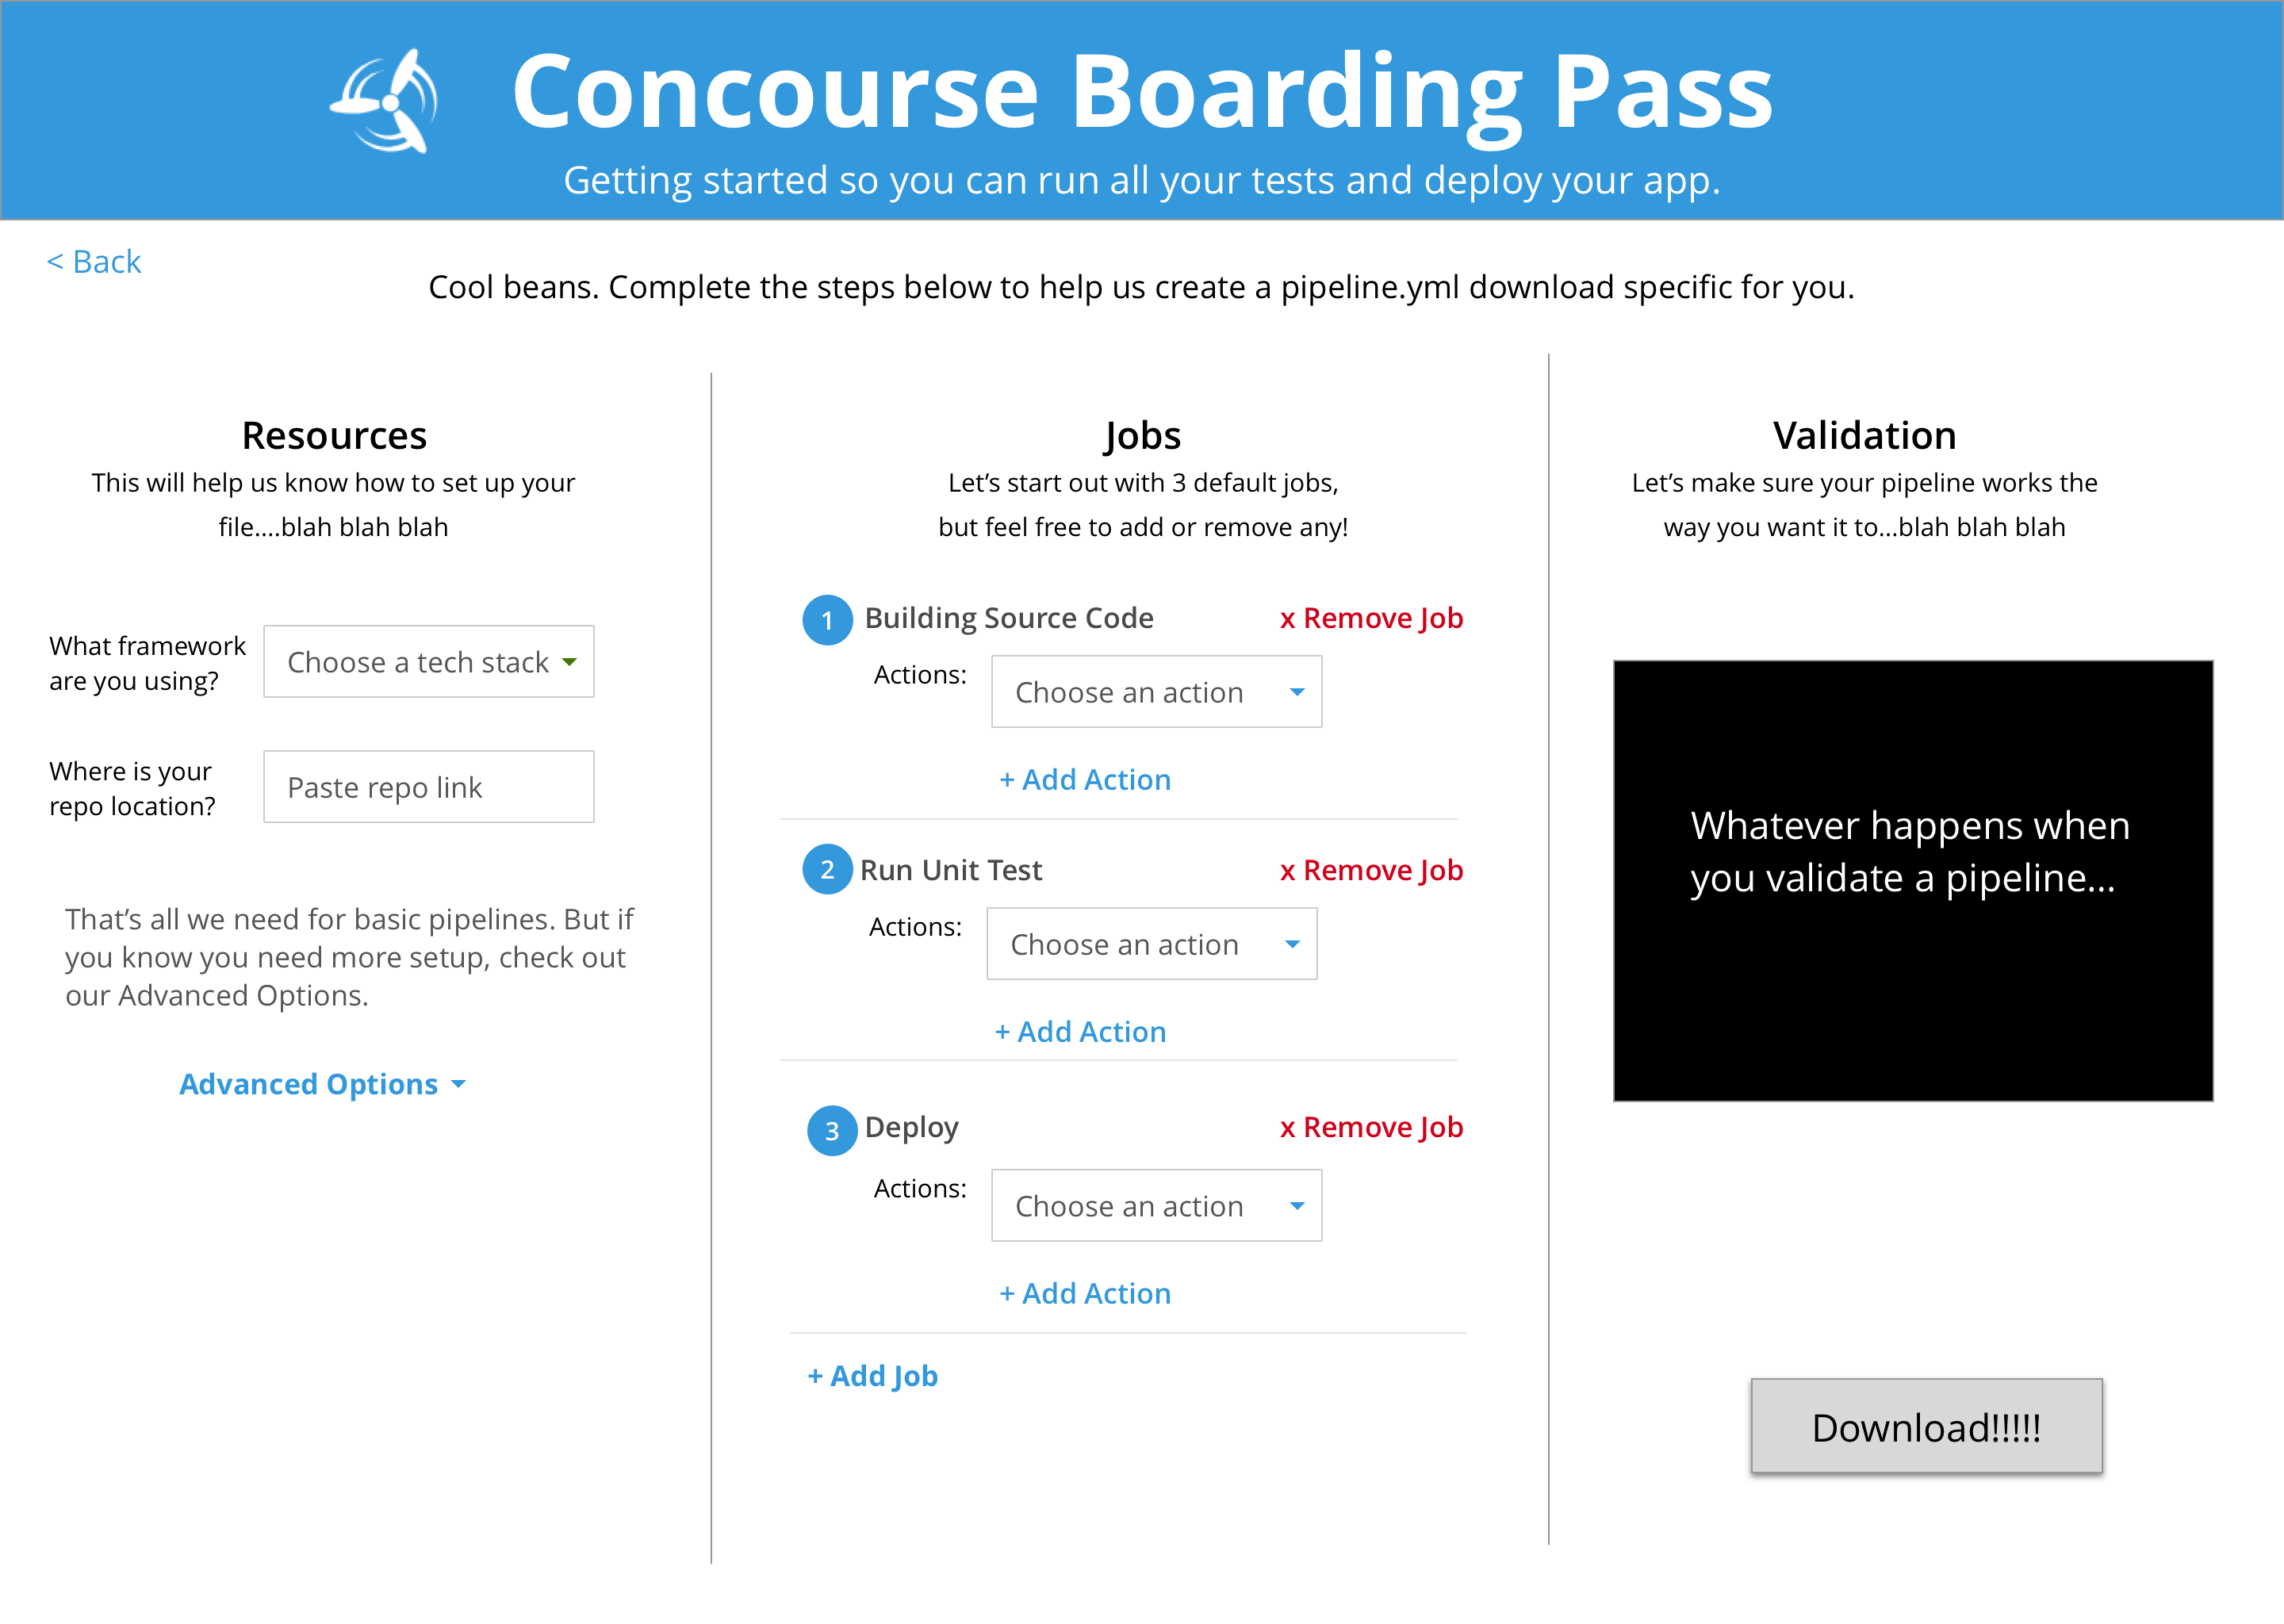 Concourse Boarding Pass
Getting started so you can run all your tests and deploy your app.
< Back
Cool beans. Complete the steps below to help us create a pipeline.yml download specific for you.
Resources
This will help us know how to set up your
file....blah blah blah
What framework
are you using?
Choose a tech stack
Where is your
repo location?
Paste repo link
That’s all we need for basic pipelines. But if
you know you need more setup, check out
our Advanced Options.
Advanced Options
Jobs
Let’s start out with 3 default jobs,
but feel free to add or remove any!
1 Building Source Code x Remove Job
Actions: Choose an action
+ Add Action
2 Run Unit Test x Remove Job
Actions: Choose an action
+ Add Action
3 Deploy x Remove Job
Actions: Choose an action
+ Add Action
+ Add Job
Validation
Let’s make sure your pipeline works the
way you want it to...blah blah blah
Whatever happens when
you validate a pipeline...
Download!!!!!